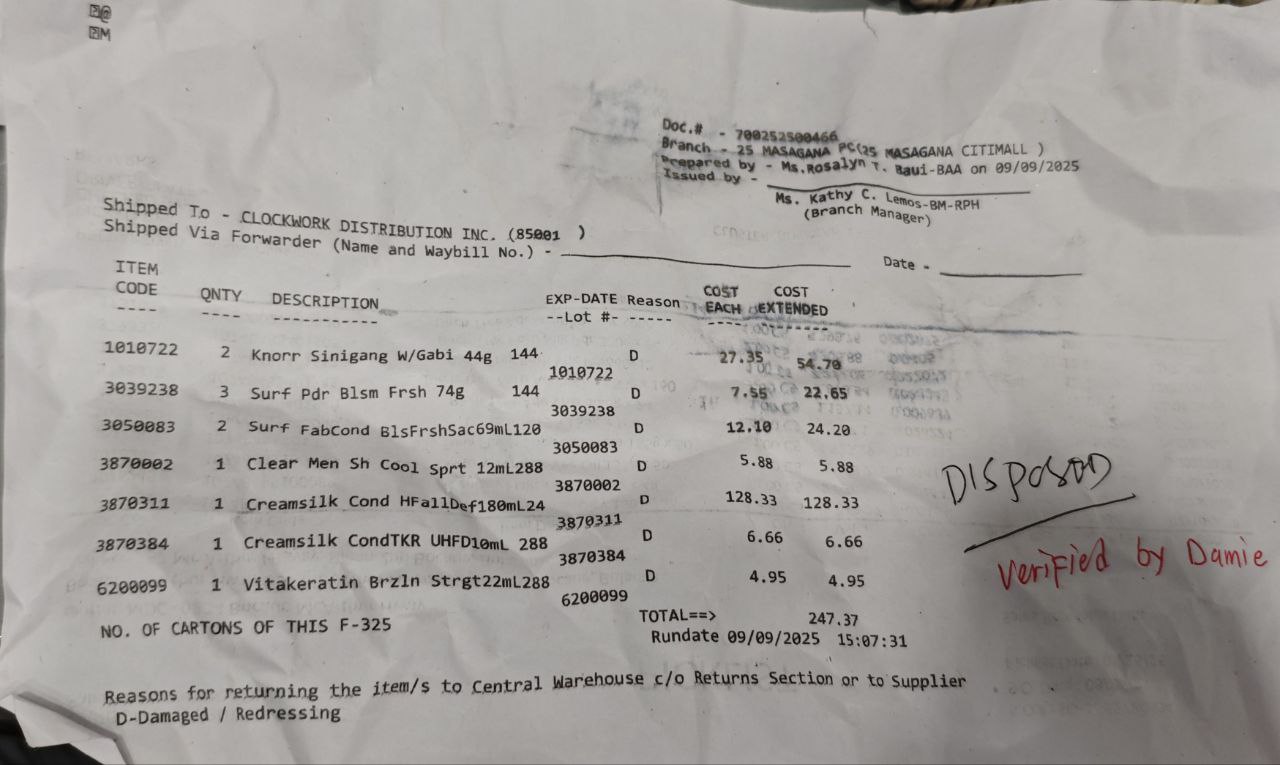 Doc.# - 700252500466
Branch - 25 MASAGANA PC(25 MASAGANA CITIMALL )
Prepared by - Ms.Rosalyn T. Baui-BAA on 09/09/2025
Issued by -
Ms. Kathy C. Lemos-BM-RPH
(Branch Manager)
Shipped To - CLOCKWORK DISTRIBUTION INC. (85001 )
Shipped Via Forwarder (Name and Waybill No.) -
Date -
ITEM CODE QNTY DESCRIPTION EXP-DATE Reason COST EACH COST EXTENDED
--Lot #-
1010722 2 Knorr Sinigang W/Gabi 44g 144 D 27.35 54.70
1010722
3039238 3 Surf Pdr Blsm Frsh 74g 144 D 7.55 22.65
3039238
3050083 2 Surf FabCond BlsFrshSac69mL120 D 12.10 24.20
3050083
3870002 1 Clear Men Sh Cool Sprt 12mL288 D 5.88 5.88
3870002
3870311 1 Creamsilk Cond HFallDef180mL24 D 128.33 128.33
3870311
3870384 1 Creamsilk CondTKR UHFD10mL 288 D 6.66 6.66
3870384
6200099 1 Vitakeratin Brzln Strgt22mL288 D 4.95 4.95
6200099
TOTAL==> 247.37
NO. OF CARTONS OF THIS F-325
Rundate 09/09/2025 15:07:31
DISPOSOD
Verified by Damie
Reasons for returning the item/s to Central Warehouse c/o Returns Section or to Supplier
D-Damaged / Redressing